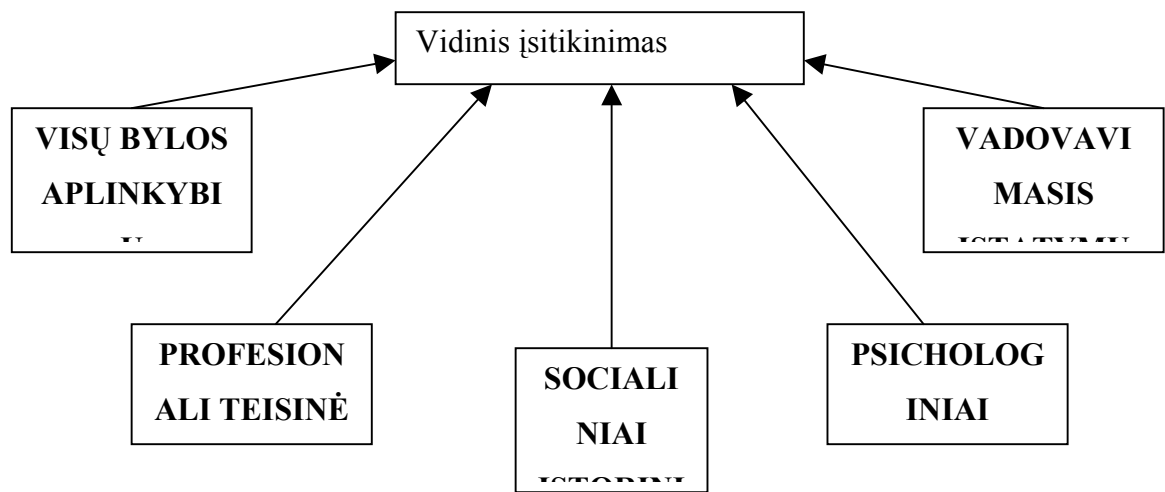 Vidinis įsitikinimas
VISŲ BYLOS
APLINKYBI
VADOVAVI
MASIS
PROFESION
ALI TEISINĖ
SOCIALI
NIAI
PSICHOLOG
INIAI